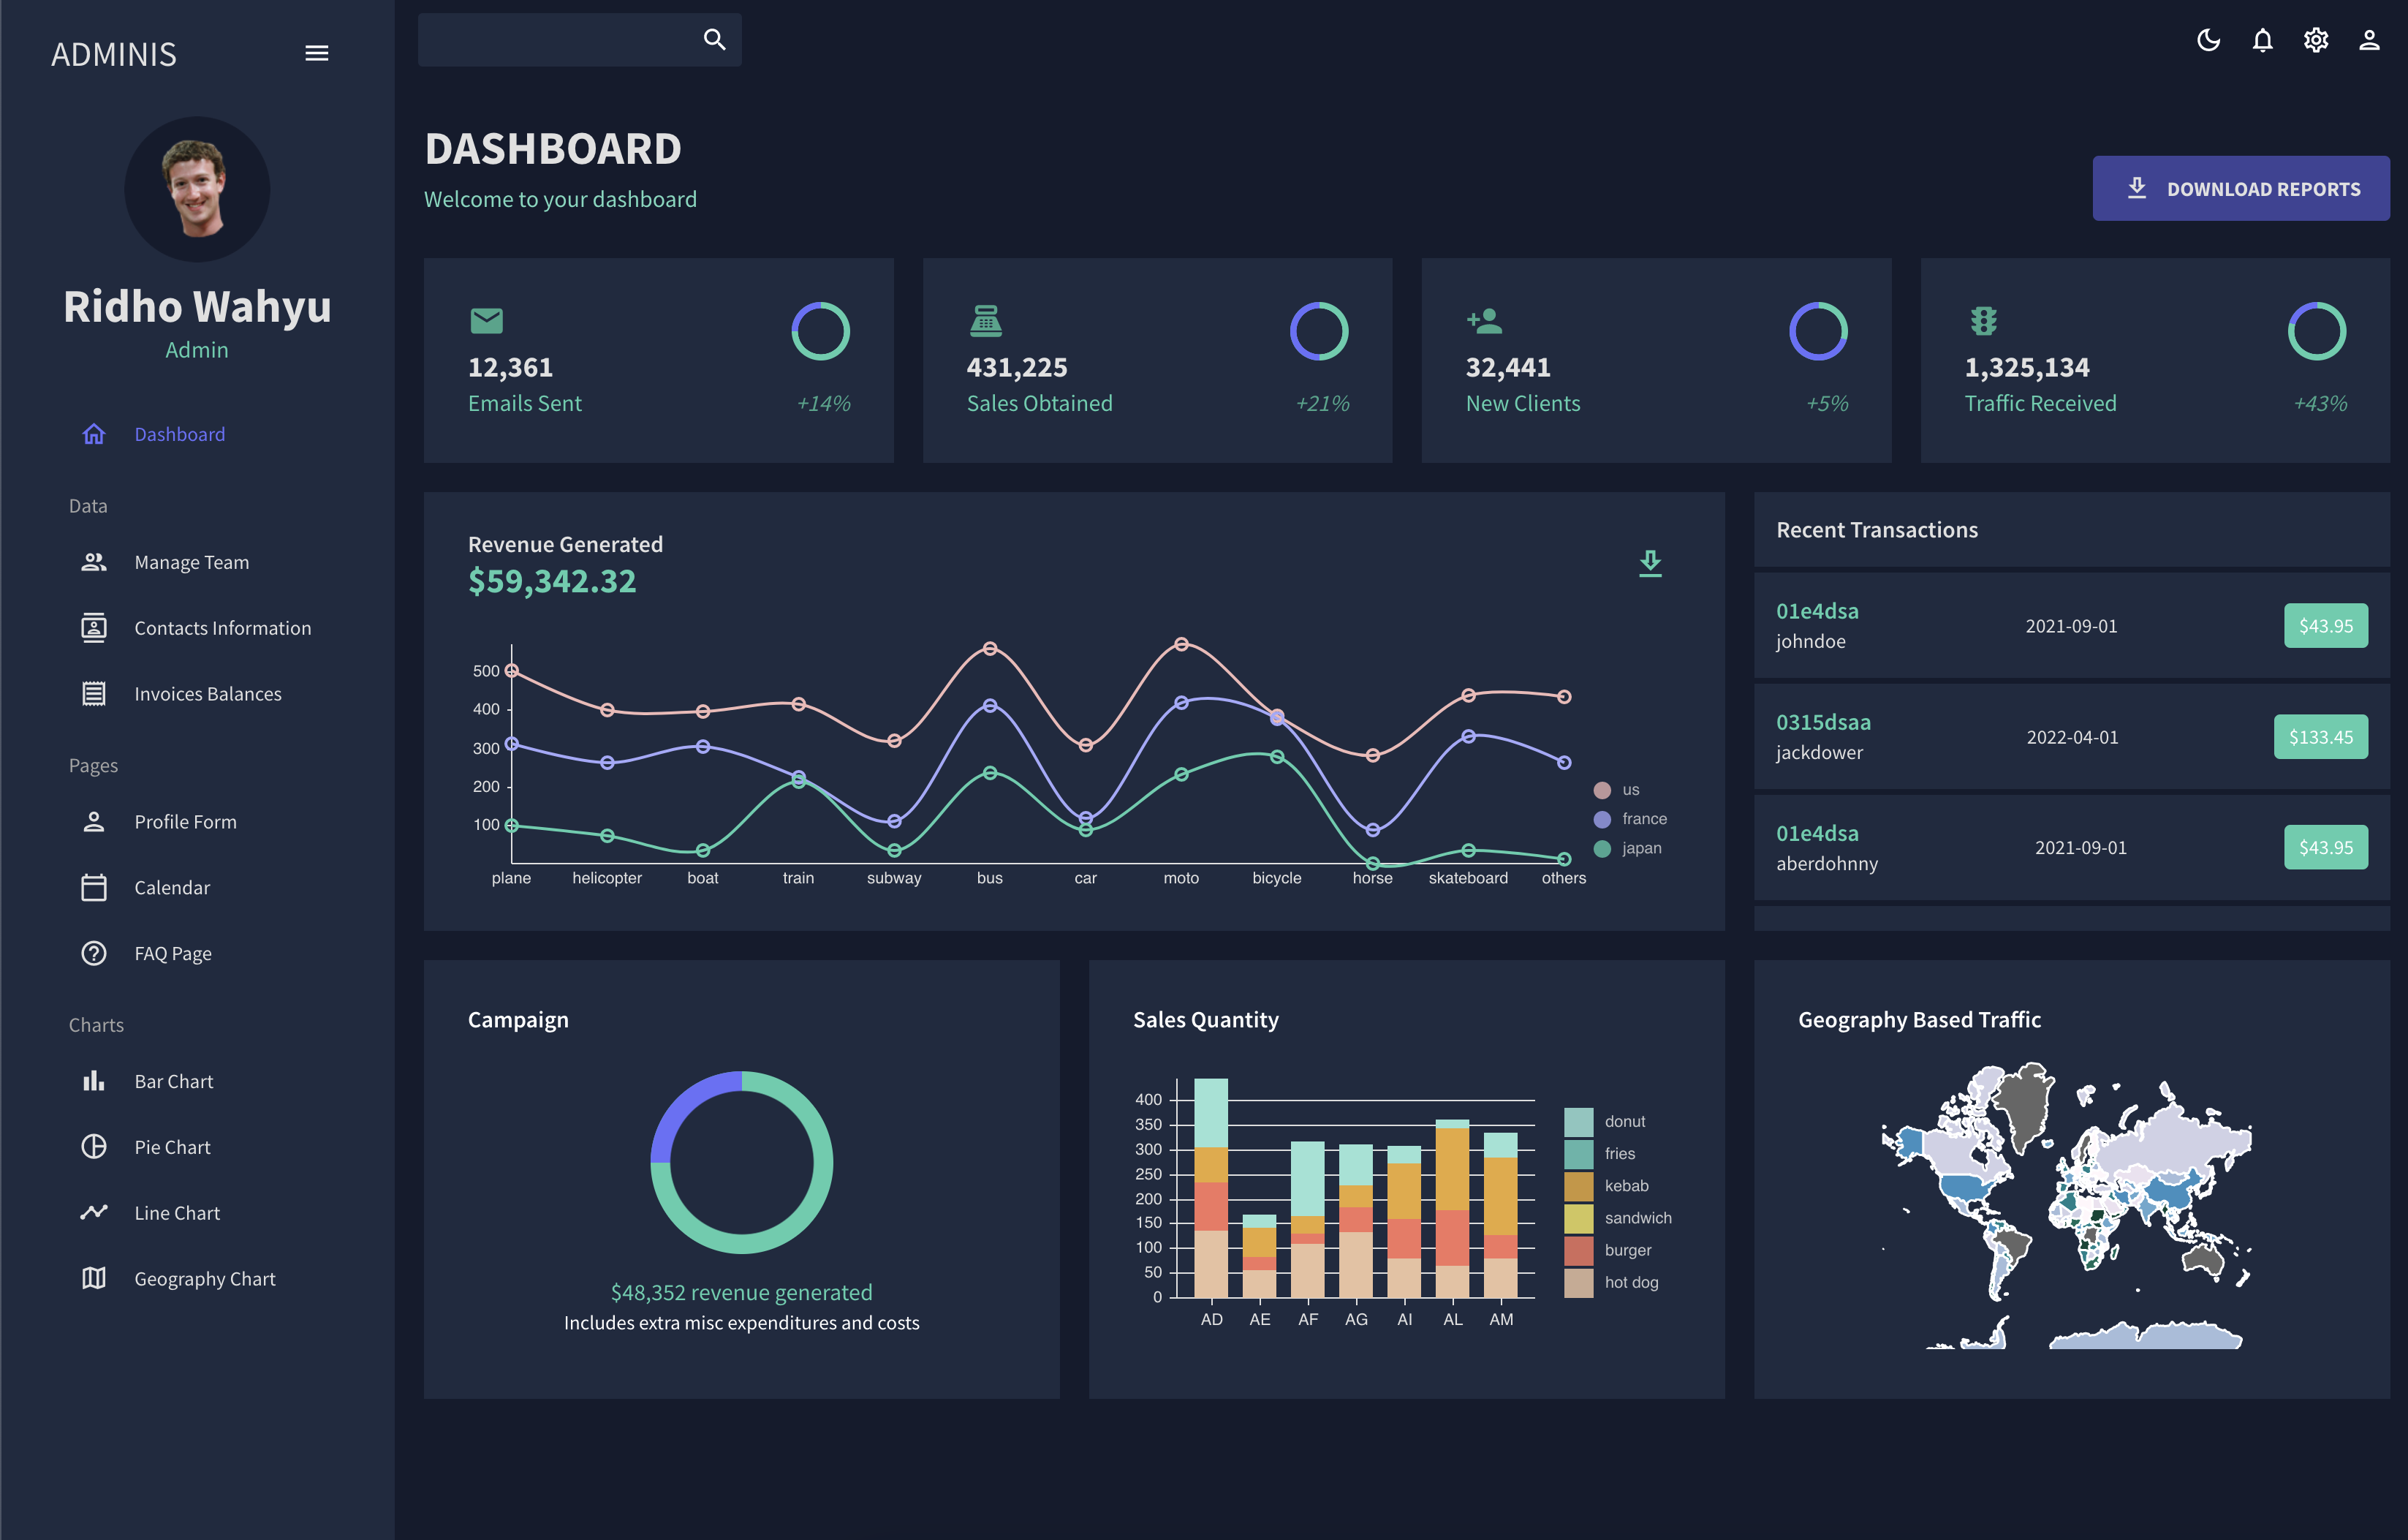 ADMINIS
Ridho Wahyu
Admin
Dashboard
Data
Manage Team
Contacts Information
Invoices Balances
Pages
Profile Form
Calendar
FAQ Page
Charts
Bar Chart
Pie Chart
Line Chart
Geography Chart
DASHBOARD
Welcome to your dashboard
DOWNLOAD REPORTS
12,361
Emails Sent
+14%
431,225
Sales Obtained
+21%
32,441
New Clients
+5%
1,325,134
Traffic Received
+43%
Revenue Generated
$59,342.32
500
400
300
200
100
plane helicopter boat train subway bus car moto bicycle horse skateboard others
us
france
japan
Recent Transactions
01e4dsa
johndoe
2021-09-01
$43.95
0315dsaa
jackdower
2022-04-01
$133.45
01e4dsa
aberdohnny
2021-09-01
$43.95
Campaign
$48,352 revenue generated
Includes extra misc expenditures and costs
Sales Quantity
400
350
300
250
200
150
100
50
0
AD AE AF AG AI AL AM
donut
fries
kebab
sandwich
burger
hot dog
Geography Based Traffic